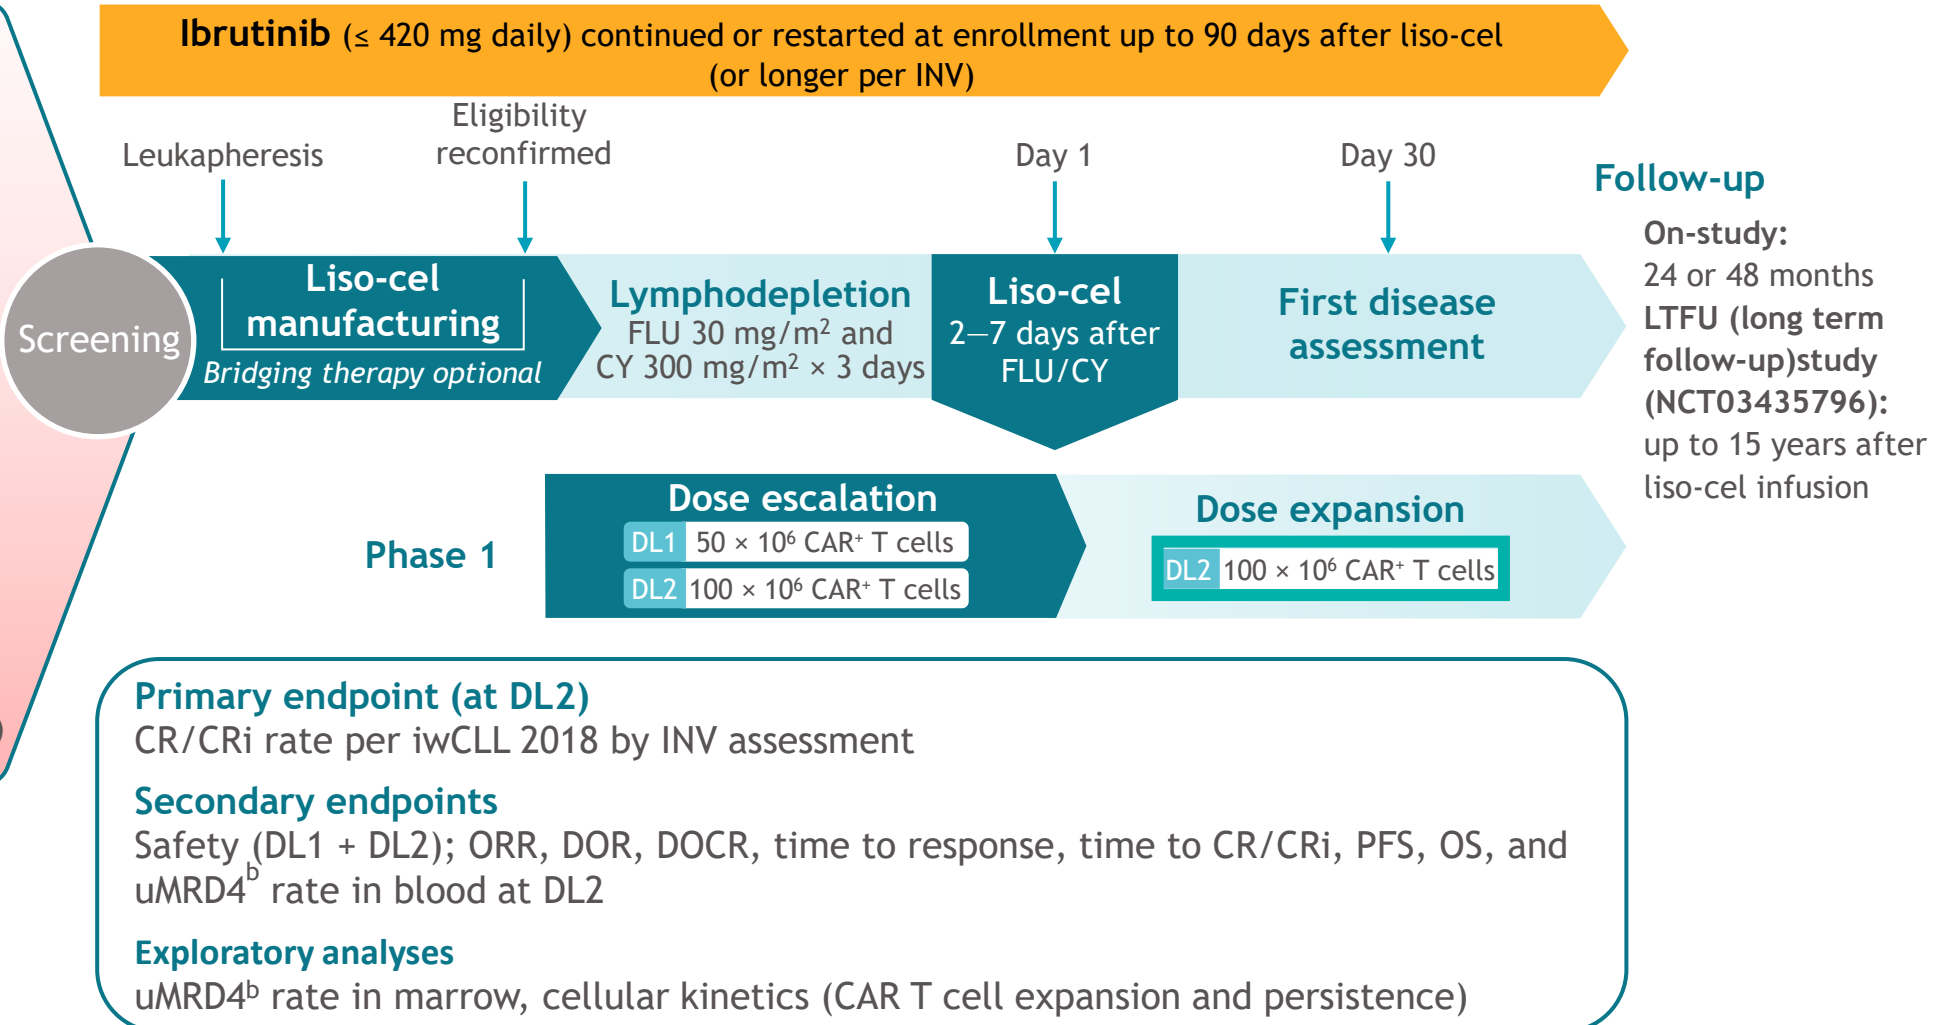 Ibrutinib (≤ 420 mg daily) continued or restarted at enrollment up to 90 days after liso-cel
(or longer per INV)
Leukapheresis
Eligibility
reconfirmed
Day 1
Day 30
Screening
Liso-cel
manufacturing
Bridging therapy optional
Lymphodepletion
FLU 30 mg/m² and
CY 300 mg/m² × 3 days
Liso-cel
2—7 days after
FLU/CY
First disease
assessment
Follow-up
On-study:
24 or 48 months
LTFU (long term
follow-up)study
(NCT03435796):
up to 15 years after
liso-cel infusion
Phase 1
Dose escalation
DL1 50 × 10⁶ CAR⁺ T cells
DL2 100 × 10⁶ CAR⁺ T cells
Dose expansion
DL2 100 × 10⁶ CAR⁺ T cells
Primary endpoint (at DL2)
CR/CRi rate per iwCLL 2018 by INV assessment
Secondary endpoints
Safety (DL1 + DL2); ORR, DOR, DOCR, time to response, time to CR/CRi, PFS, OS, and
uMRD4ᵇ rate in blood at DL2
Exploratory analyses
uMRD4ᵇ rate in marrow, cellular kinetics (CAR T cell expansion and persistence)